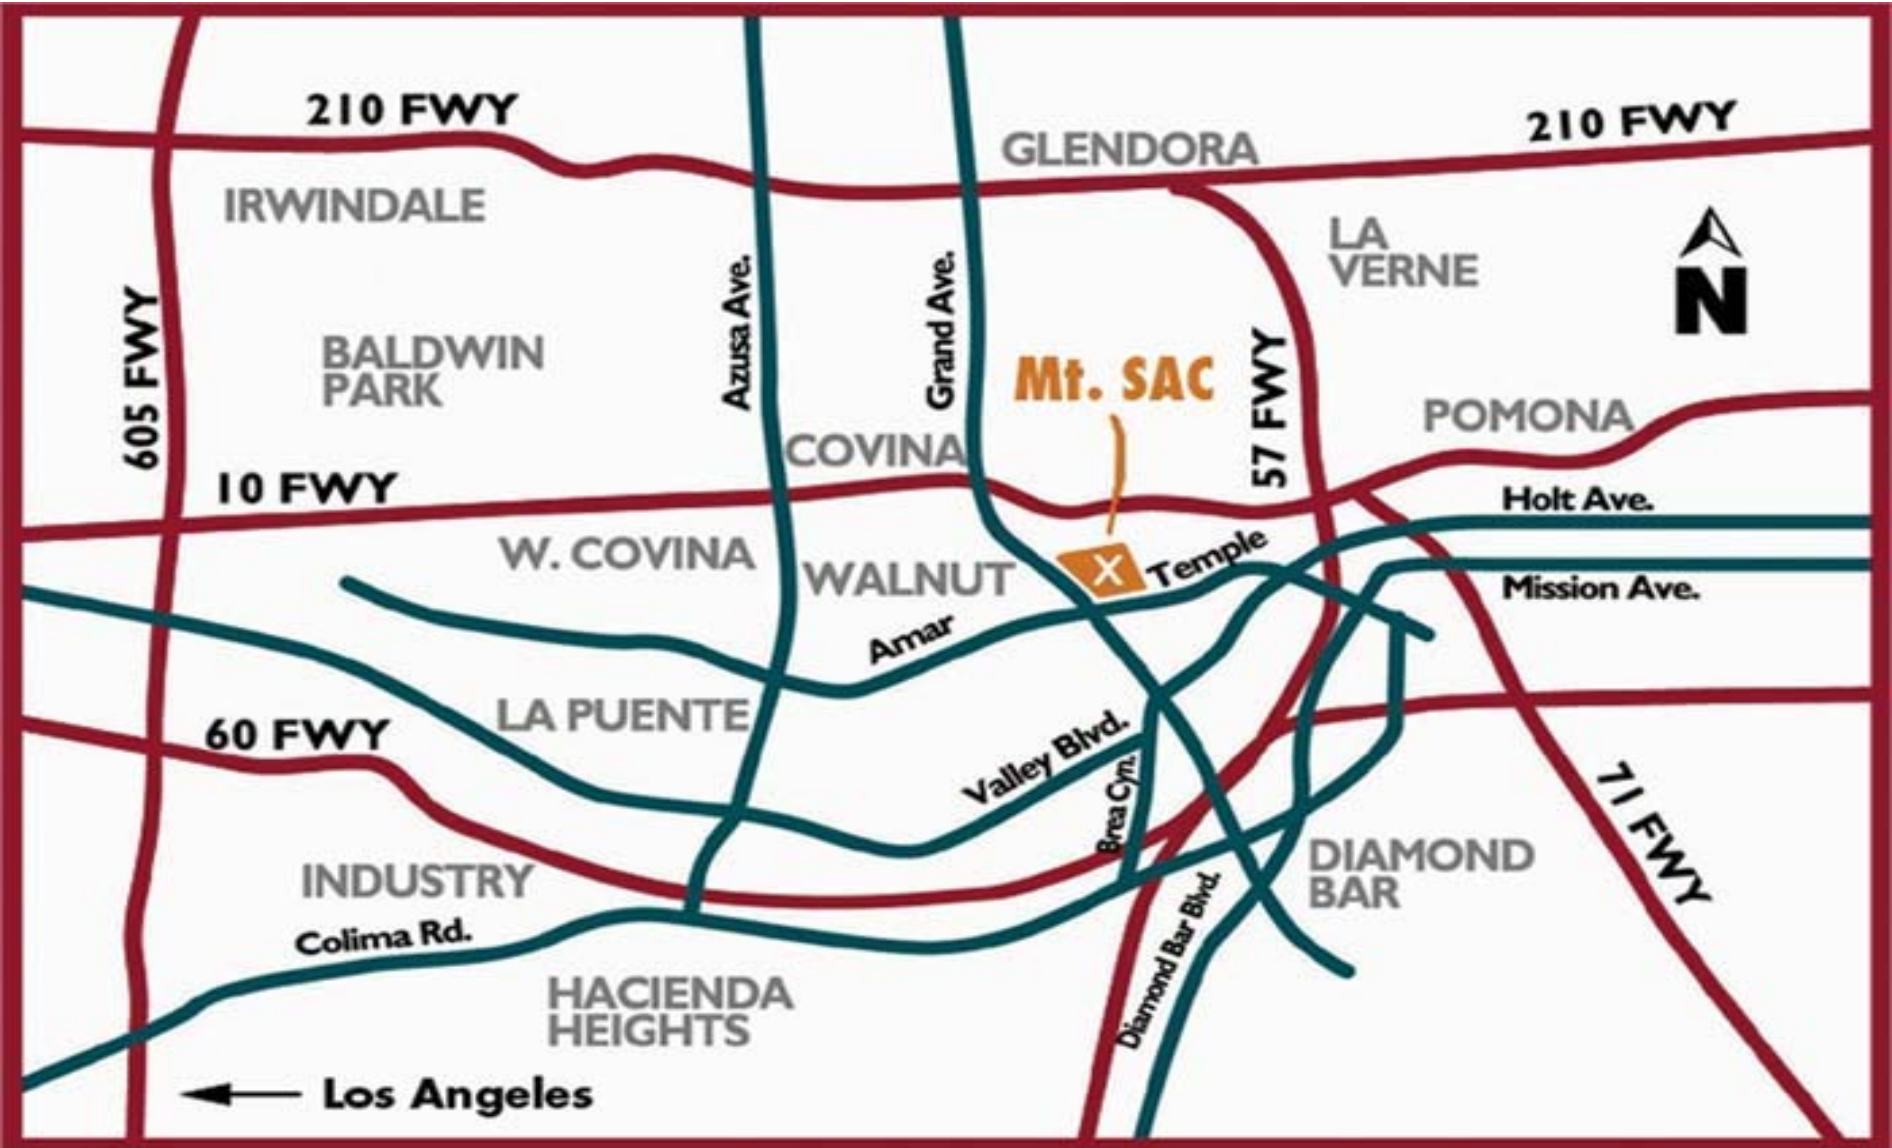 210 FWY
210 FWY
GLENDORA
IRWINDALE
LA
VERNE
N
605 FWY
Azusa Ave.
Grand Ave.
57 FWY
BALDWIN
PARK
Mt. SAC
POMONA
COVINA
10 FWY
Holt Ave.
W. COVINA
WALNUT
X
Temple
Mission Ave.
Amar
LA PUENTE
60 FWY
Valley Blvd.
Brea Cyn.
71 FWY
INDUSTRY
DIAMOND
BAR
Diamond Bar Blvd.
Colima Rd.
HACIENDA
HEIGHTS
Los Angeles